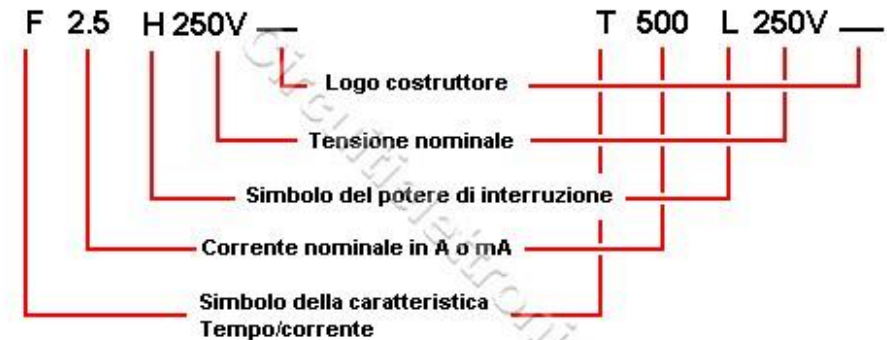 F 2.5 H 250V T 500 L 250V
Logo costruttore
Tensione nominale
Simbolo del potere di interruzione
Corrente nominale in A o mA
Simbolo della caratteristica
Tempo/corrente